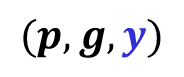 (p, g, y)